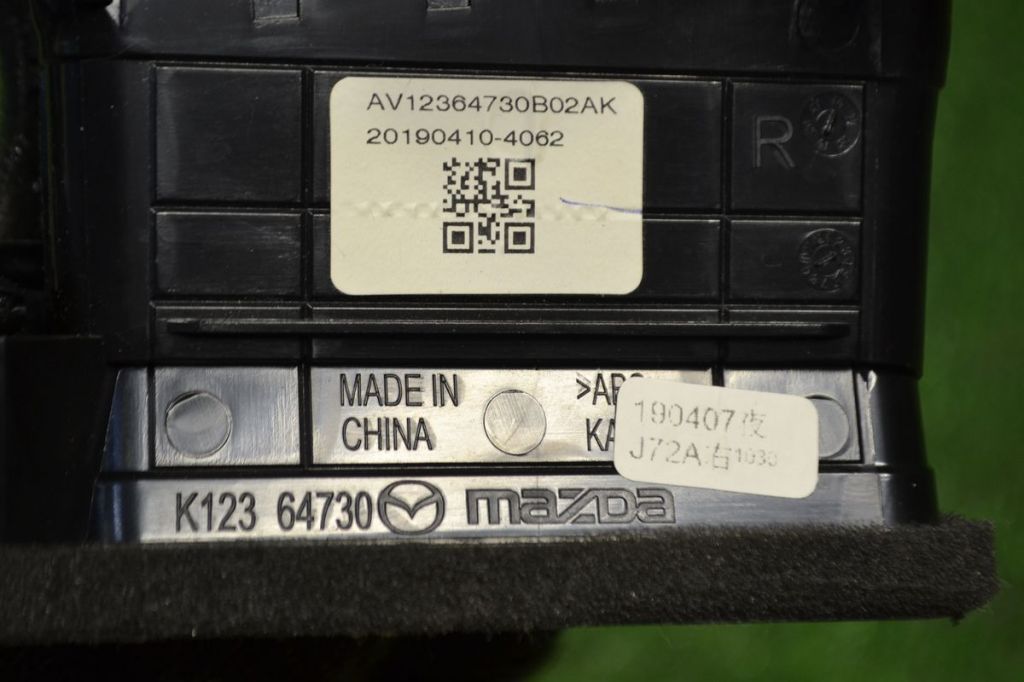 AV12364730B02AK
20190410-4062
R
MADE IN
CHINA
K123 64730
mazda
190407夜
J72A右1030